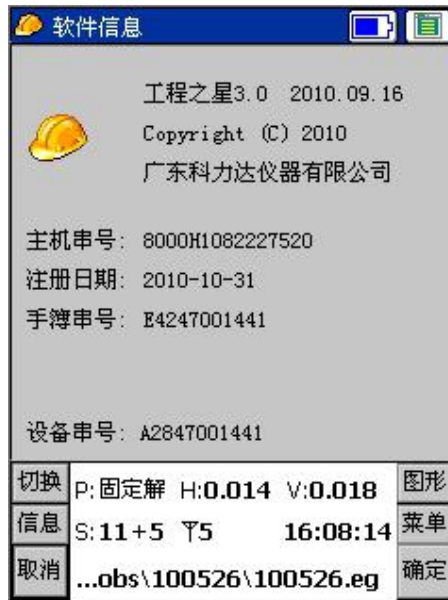 软件信息
工程之星3.0 2010.09.16
Copyright (C) 2010
广东科力达仪器有限公司
主机串号: 8000H1082227520
注册日期: 2010-10-31
手簿串号: E4247001441
设备串号: A2847001441
切换 P:固定解 H:0.014 V:0.018 图形
信息 S:11+5 5 16:08:14 菜单
取消 ...obs\100526\100526.eg 确定